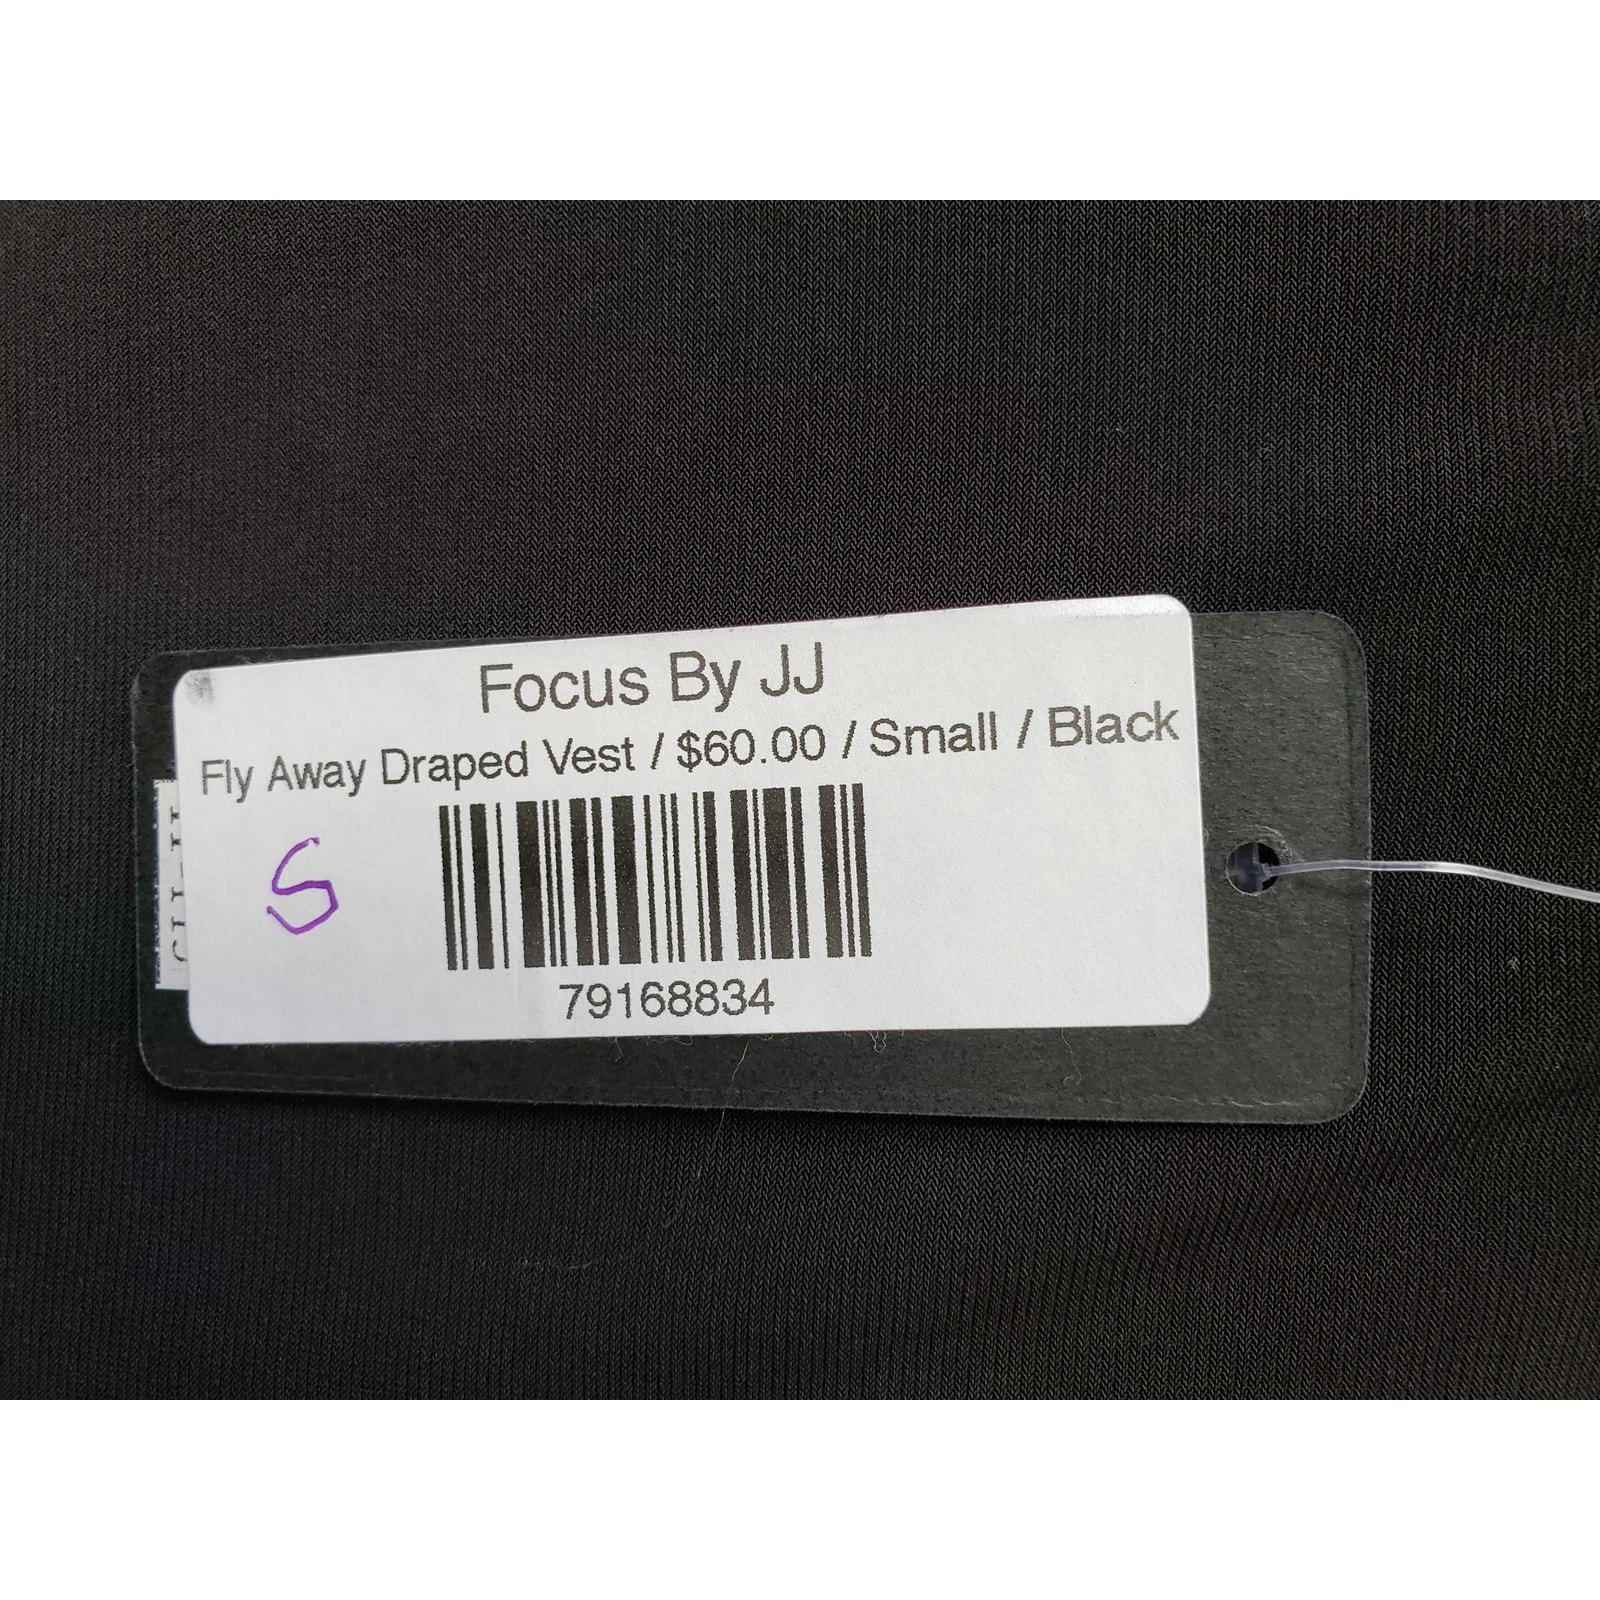 Focus By JJ
Fly Away Draped Vest / $60.00 / Small / Black
S
79168834